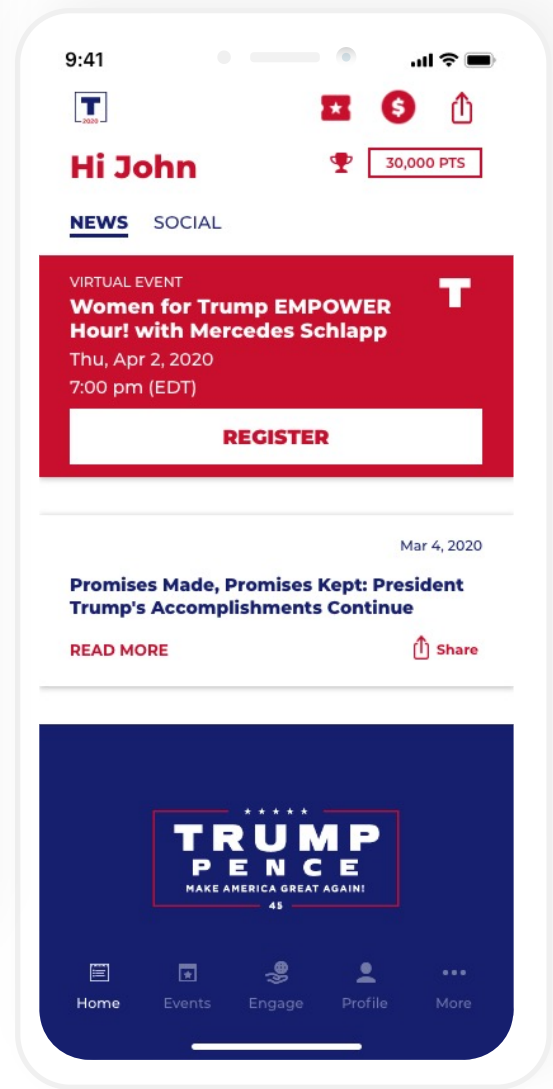 9:41
T
2020
Hi John
30,000 PTS
NEWS SOCIAL
VIRTUAL EVENT
T
Women for Trump EMPOWER
Hour! with Mercedes Schlapp
Thu, Apr 2, 2020
7:00 pm (EDT)
REGISTER
Mar 4, 2020
Promises Made, Promises Kept: President
Trump's Accomplishments Continue
READ MORE
Share
TRUMP
PENCE
MAKE AMERICA GREAT AGAIN!
45
Home Events Engage Profile More